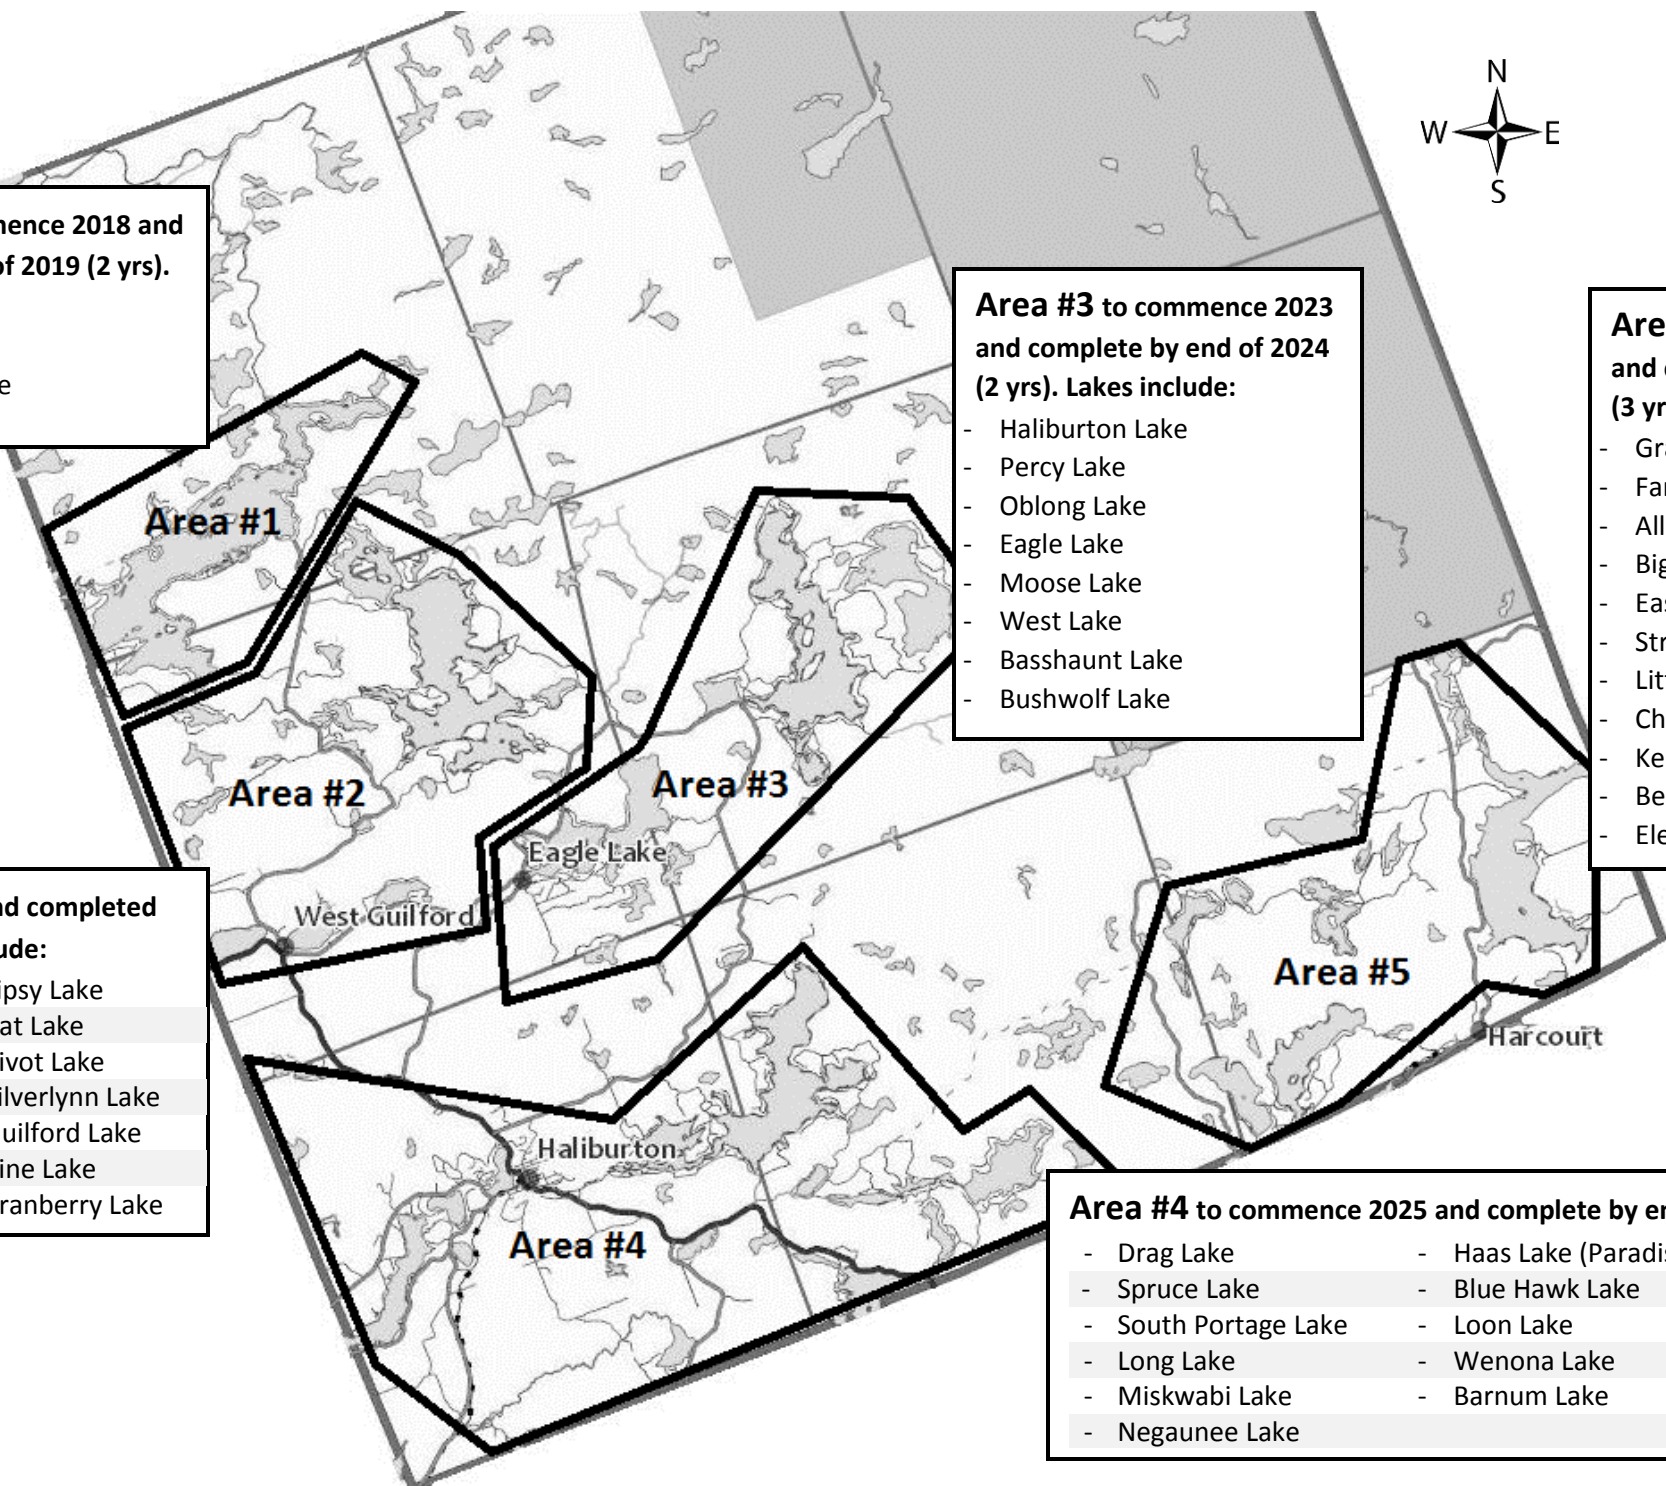 N
W E
S
mence 2018 and
of 2019 (2 yrs).
e
Area #3 to commence 2023
and complete by end of 2024
(2 yrs). Lakes include:
- Haliburton Lake
- Percy Lake
- Oblong Lake
- Eagle Lake
- Moose Lake
- West Lake
- Basshaunt Lake
- Bushwolf Lake
Are
and
(3 yr
- Gra
- Far
- All
- Big
- Eas
- Str
- Lit
- Ch
- Ke
- Be
- Ele
Area #1
Area #2
Area #3
Eagle Lake
West Guilford
nd completed
ude:
ipsy Lake
at Lake
ivot Lake
ilverlynn Lake
uilford Lake
ine Lake
ranberry Lake
Area #5
Harcourt
Haliburton
Area #4
Area #4 to commence 2025 and complete by en
- Drag Lake - Haas Lake (Paradis
- Spruce Lake - Blue Hawk Lake
- South Portage Lake - Loon Lake
- Long Lake - Wenona Lake
- Miskwabi Lake - Barnum Lake
- Negaunee Lake